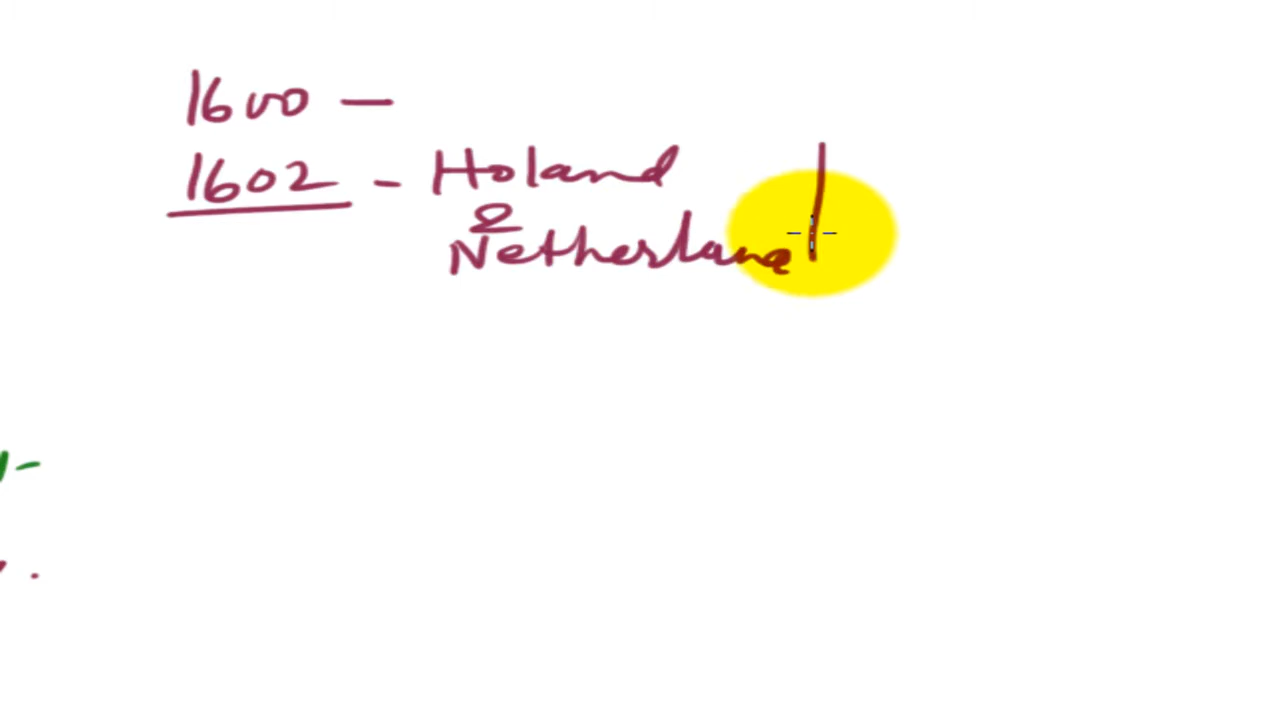 1600 -
1602 - Holand
&
Netherland